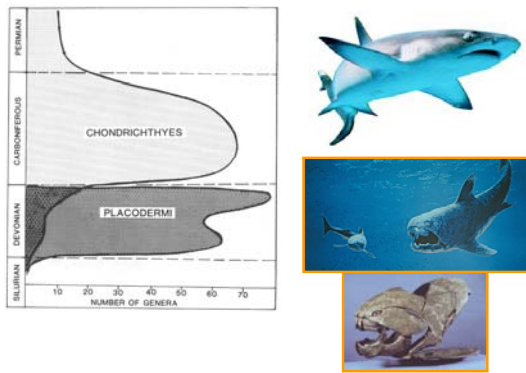 PERMIAN
CARBONIFEROUS
CHONDRICHTHYES
DEVONIAN
PLACODERMI
SILURIAN
10 20 30 40 50 60 70
NUMBER OF GENERA